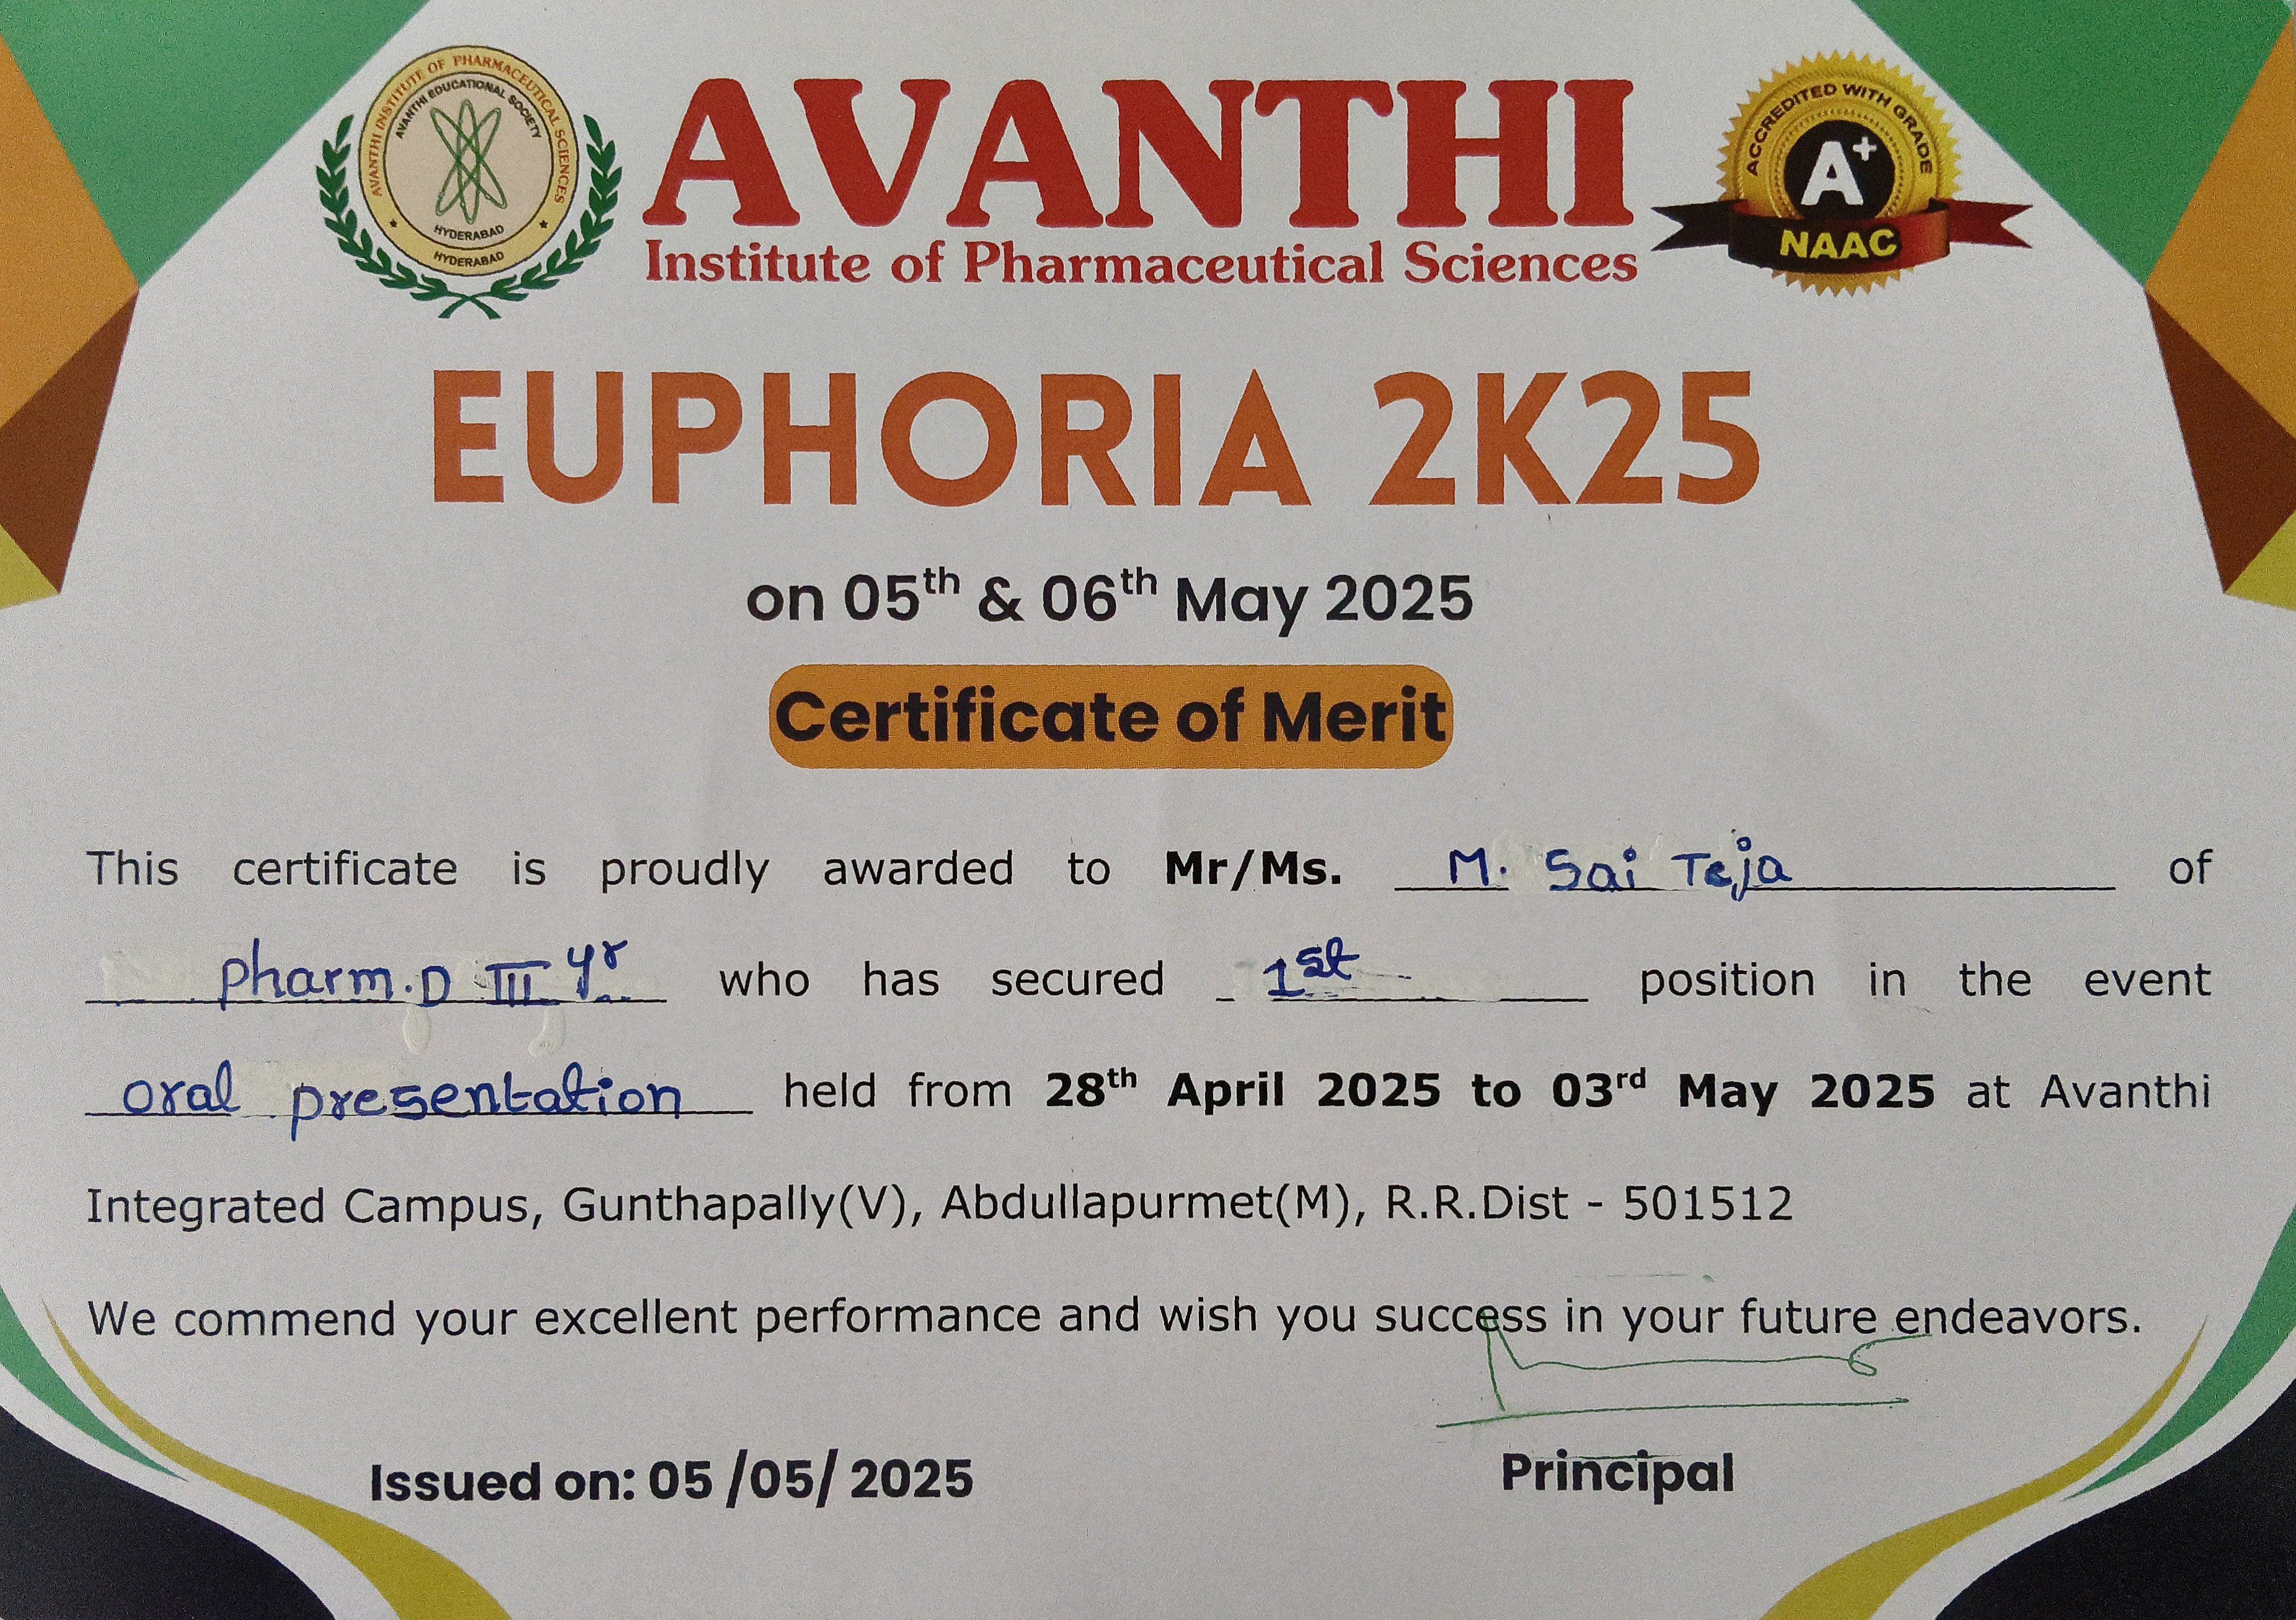 AVANTHI INSTITUTE OF PHARMACEUTICAL SCIENCES
AVANTHI EDUCATIONAL SOCIETY
HYDERABAD
HYDERABAD
AVANTHI
Institute of Pharmaceutical Sciences
ACCREDITED WITH GRADE
A+
NAAC
EUPHORIA 2K25
on 05th & 06th May 2025
Certificate of Merit
This certificate is proudly awarded to Mr/Ms. M. Sai Teja of
Pharm.D III yr who has secured 1st position in the event
oral presentation held from 28th April 2025 to 03rd May 2025 at Avanthi
Integrated Campus, Gunthapally(V), Abdullapurmet(M), R.R.Dist - 501512
We commend your excellent performance and wish you success in your future endeavors.
Issued on: 05 /05/ 2025
Principal